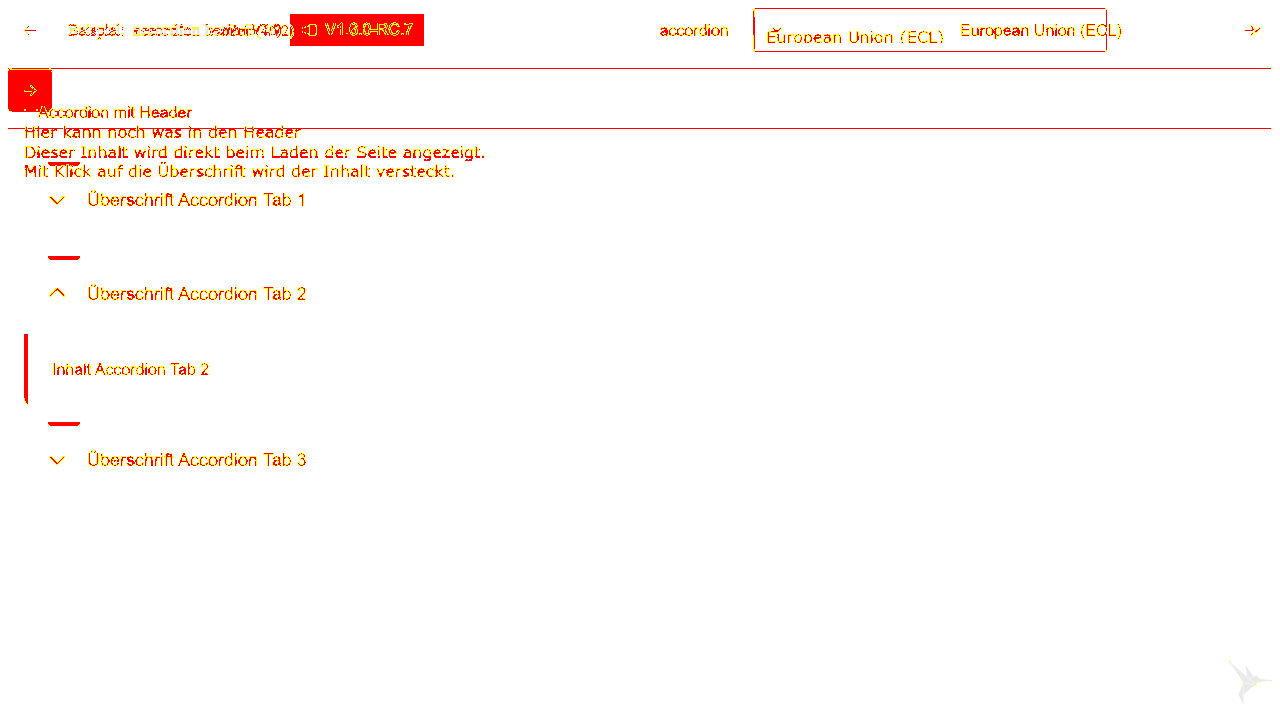 Beispiel: accordion V1.6.0-RC.7 accordion European Union (ECL) European Union (ECL)
Accordion mit Header
Hier kann noch was in den Header
Dieser Inhalt wird direkt beim Laden der Seite angezeigt.
Mit Klick auf die Überschrift wird der Inhalt versteckt.
Überschrift Accordion Tab 1
Überschrift Accordion Tab 2
Inhalt Accordion Tab 2
Überschrift Accordion Tab 3